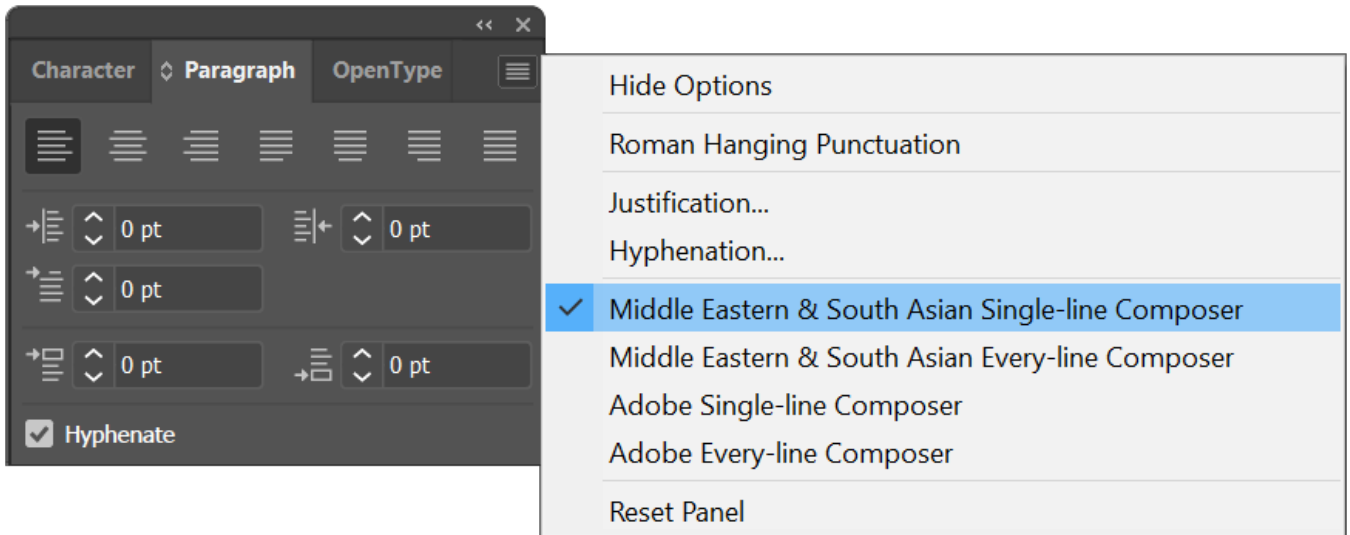 Character Paragraph OpenType
0 pt 0 pt
0 pt
0 pt 0 pt
Hyphenate
Hide Options
Roman Hanging Punctuation
Justification...
Hyphenation...
Middle Eastern & South Asian Single-line Composer
Middle Eastern & South Asian Every-line Composer
Adobe Single-line Composer
Adobe Every-line Composer
Reset Panel